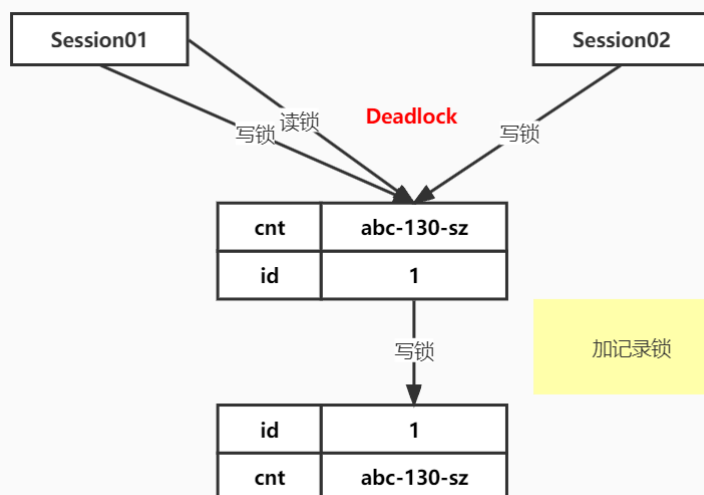 Session01
Session02
Deadlock
读锁
写锁
写锁
cnt
abc-130-sz
id
1
写锁
加记录锁
id
1
cnt
abc-130-sz